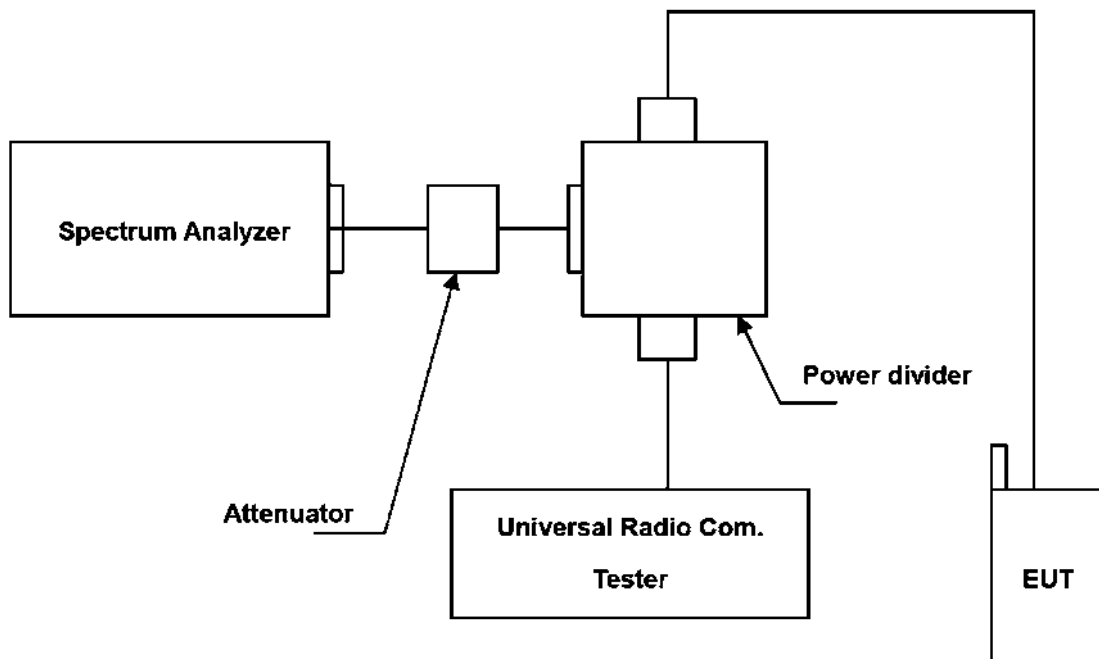 Spectrum Analyzer
Power divider
Attenuator
Universal Radio Com.
Tester
EUT